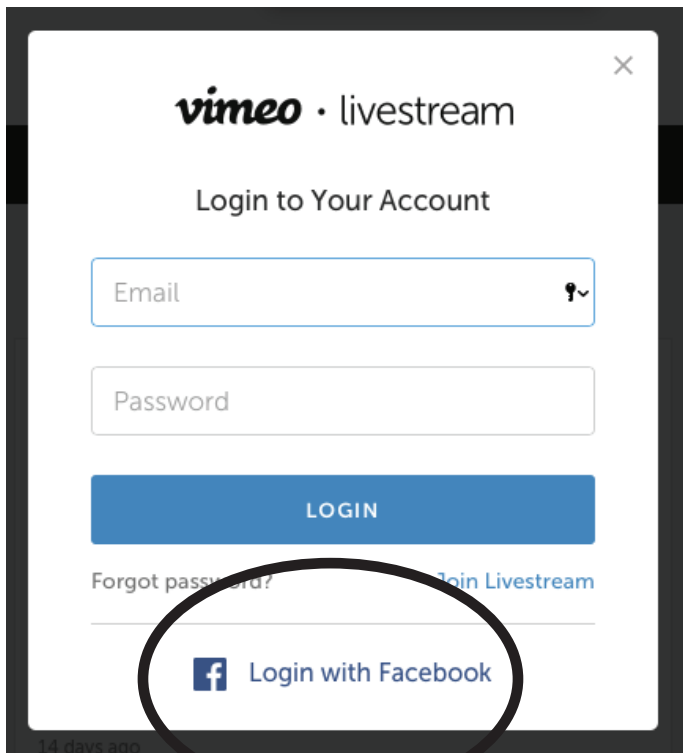 vimeo · livestream
Login to Your Account
Email
Password
LOGIN
Forgot password?
Join Livestream
Login with Facebook
14 days ago